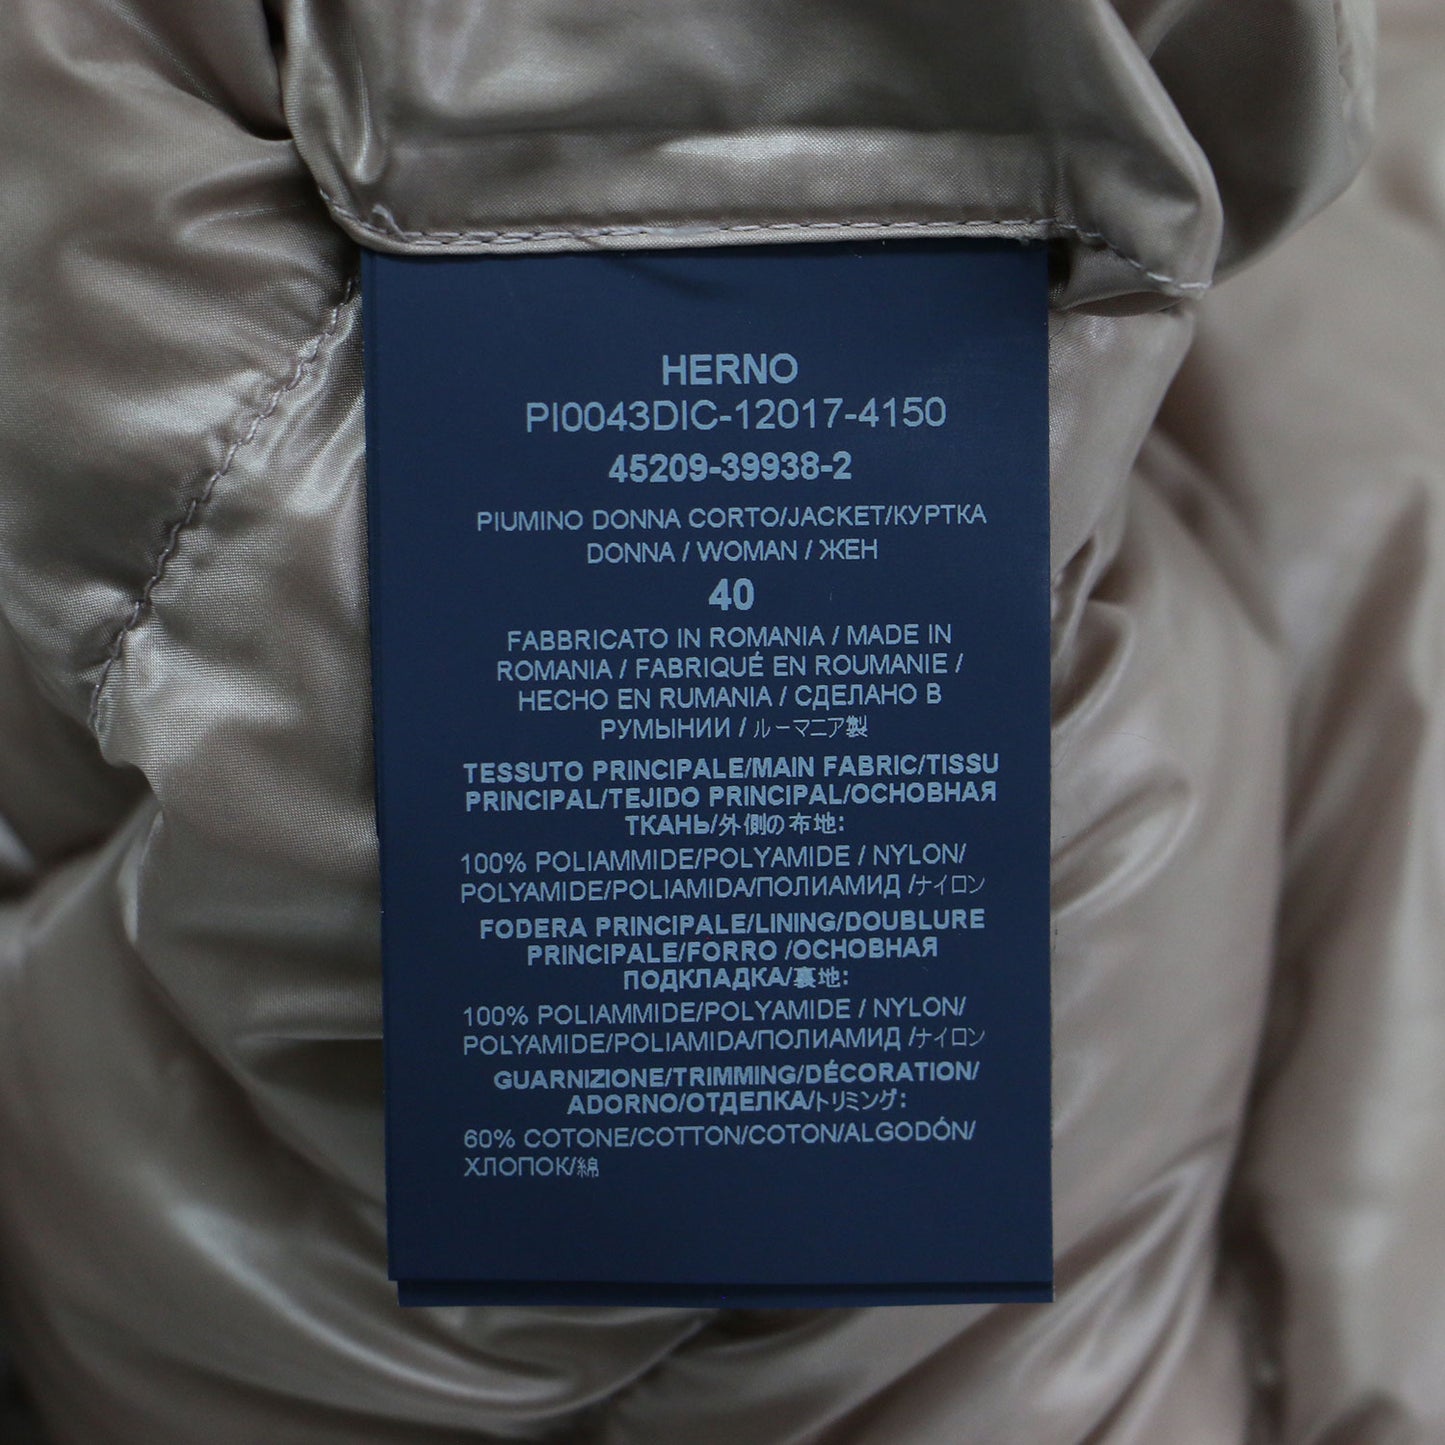 HERNO
PI0043DIC-12017-4150
45209-39938-2
PIUMINO DONNA CORTO/JACKET/КУРТКА
DONNA / WOMAN / ЖЕН
40
FABBRICATO IN ROMANIA / MADE IN
ROMANIA / FABRIQUÉ EN ROUMANIE /
HECHO EN RUMANIA / СДЕЛАНО В
РУМЫНИИ / ルーマニア製
TESSUTO PRINCIPALE/MAIN FABRIC/TISSU
PRINCIPAL/TEJIDO PRINCIPAL/ОСНОВНАЯ
ТКАНЬ/外側の布地:
100% POLIAMMIDE/POLYAMIDE / NYLON/
POLYAMIDE/POLIAMIDA/ПОЛИАМИД /ナイロン
FODERA PRINCIPALE/LINING/DOUBLURE
PRINCIPALE/FORRO /ОСНОВНАЯ
ПОДКЛАДКА/裏地:
100% POLIAMMIDE/POLYAMIDE / NYLON/
POLYAMIDE/POLIAMIDA/ПОЛИАМИД /ナイロン
GUARNIZIONE/TRIMMING/DÉCORATION/
ADORNO/ОТДЕЛКА/トリミング:
60% COTONE/COTTON/COTON/ALGODÓN/
ХЛОПОК/綿